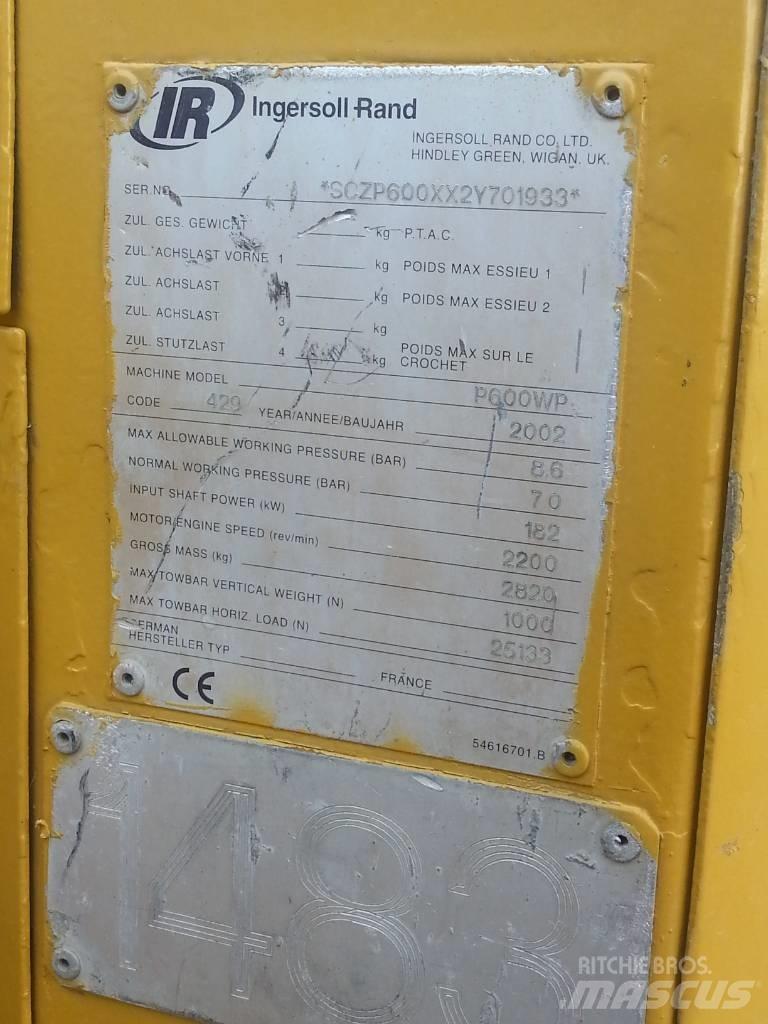 IR Ingersoll Rand
INGERSOLL RAND CO. LTD.
HINDLEY GREEN, WIGAN. UK.
SER.NO. *SCZP600XX2Y701933*
ZUL. GES. GEWICHT kg P.T.A.C.
ZUL. ACHSLAST VORNE 1 kg POIDS MAX ESSIEU 1
ZUL. ACHSLAST kg POIDS MAX ESSIEU 2
ZUL. ACHSLAST 3 kg
ZUL. STUTZLAST 4 kg POIDS MAX SUR LE CROCHET
MACHINE MODEL P600WP
CODE 429 YEAR/ANNEE/BAUJAHR 2002
MAX ALLOWABLE WORKING PRESSURE (BAR) 8.6
NORMAL WORKING PRESSURE (BAR) 7.0
INPUT SHAFT POWER (kW) 182
MOTOR/ENGINE SPEED (rev/min) 2200
GROSS MASS (kg) 2820
MAX TOWBAR VERTICAL WEIGHT (N) 1000
MAX TOWBAR HORIZ. LOAD (N) 25133
GERMAN
HERSTELLER TYP FRANCE
CE
54616701.B
1483
RITCHIE BROS.
MASCUS